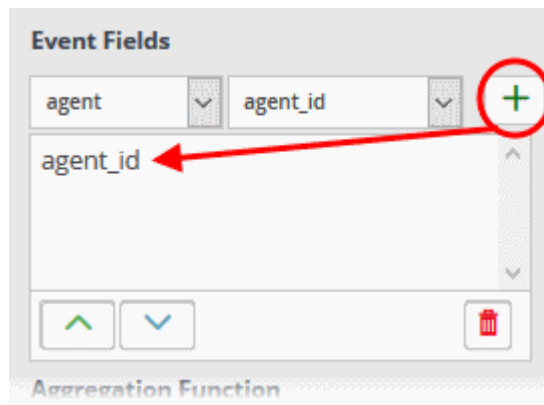 Event Fields
agent agent_id
agent_id
Aggregation Function